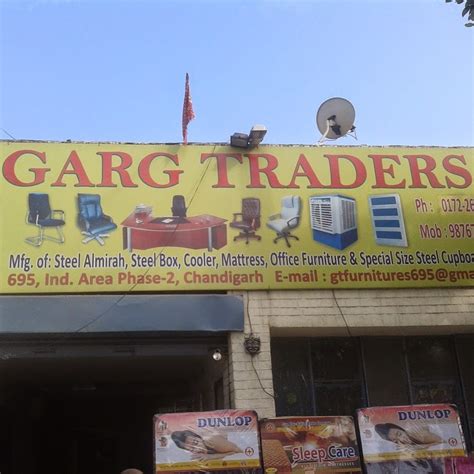 GARG TRADERS
Ph : 0172-26
Mob : 9876
Mfg. of: Steel Almirah, Steel Box, Cooler, Mattress, Office Furniture & Special Size Steel Cupboa
695, Ind. Area Phase-2, Chandigarh E-mail : gtfurnitures695@gma
DUNLOP
Sleep Care
DUNLOP